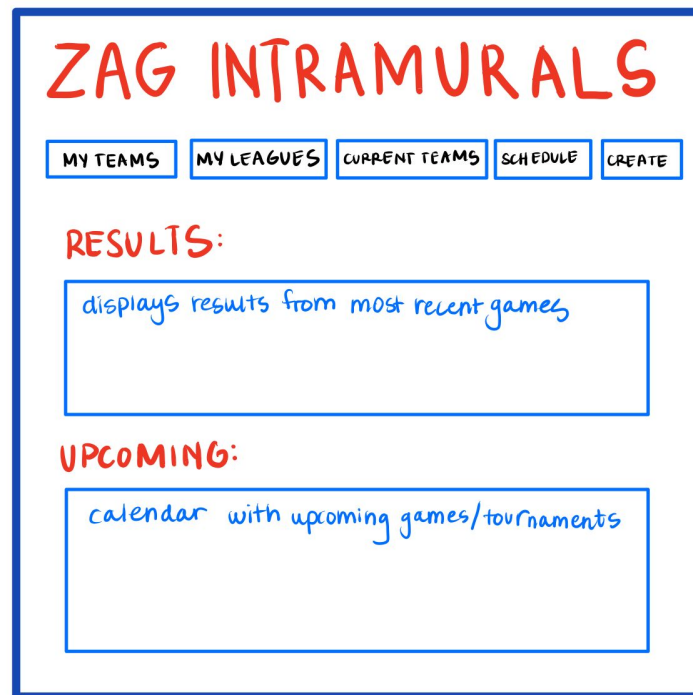 ZAG INTRAMURALS
MY TEAMS MY LEAGUES CURRENT TEAMS SCHEDULE CREATE
RESULTS:
displays results from most recent games
UPCOMING:
calendar with upcoming games/tournaments